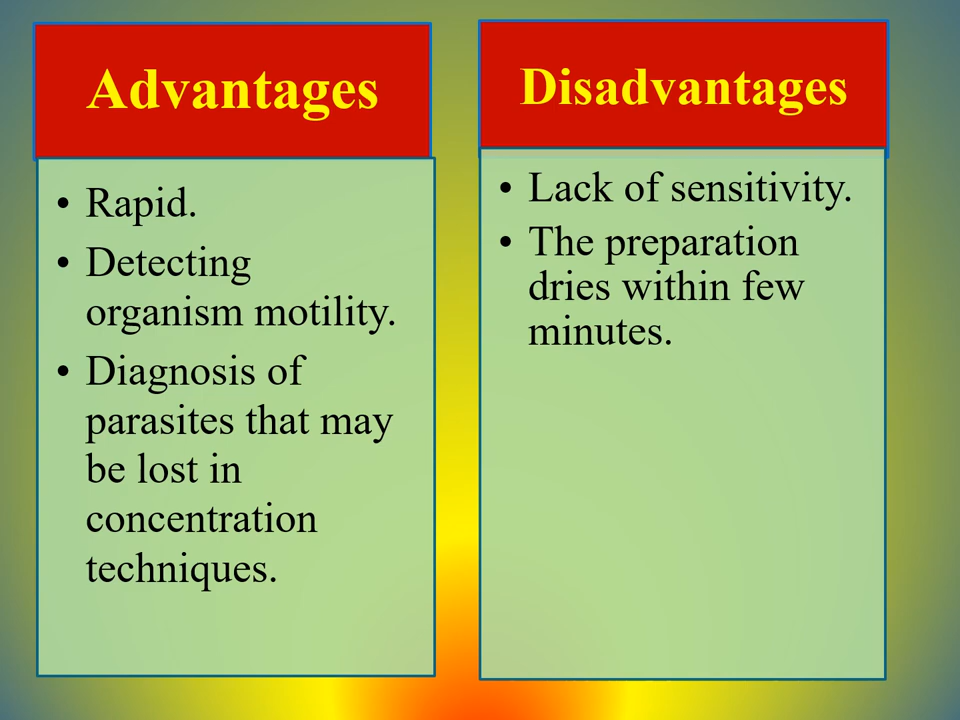 Advantages
• Rapid.
• Detecting
organism motility.
• Diagnosis of
parasites that may
be lost in
concentration
techniques.
Disadvantages
• Lack of sensitivity.
• The preparation
dries within few
minutes.